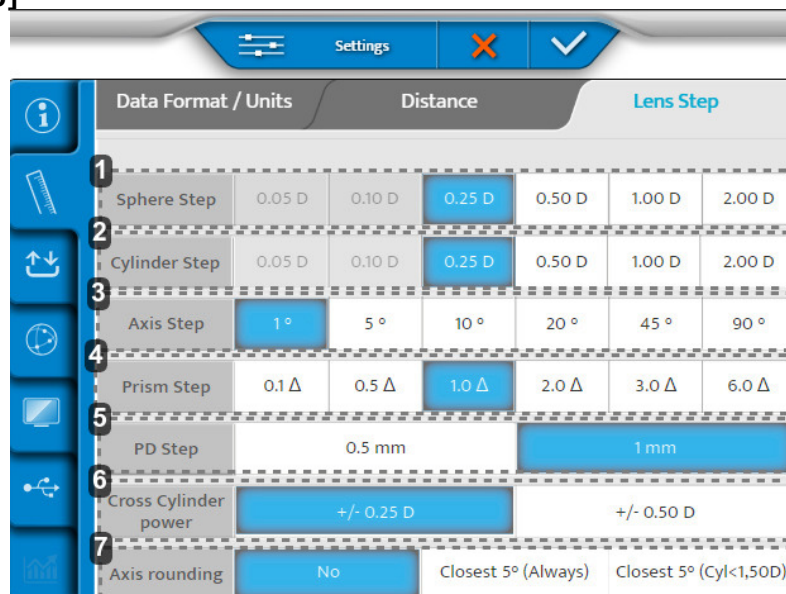 Settings
Data Format / Units Distance Lens Step
1
Sphere Step 0.05 D 0.10 D 0.25 D 0.50 D 1.00 D 2.00 D
2
Cylinder Step 0.05 D 0.10 D 0.25 D 0.50 D 1.00 D 2.00 D
3
Axis Step 1 ° 5 ° 10 ° 20 ° 45 ° 90 °
4
Prism Step 0.1 Δ 0.5 Δ 1.0 Δ 2.0 Δ 3.0 Δ 6.0 Δ
5
PD Step 0.5 mm 1 mm
6
Cross Cylinder
power +/- 0.25 D +/- 0.50 D
7
Axis rounding No Closest 5º (Always) Closest 5º (Cyl<1,50D)